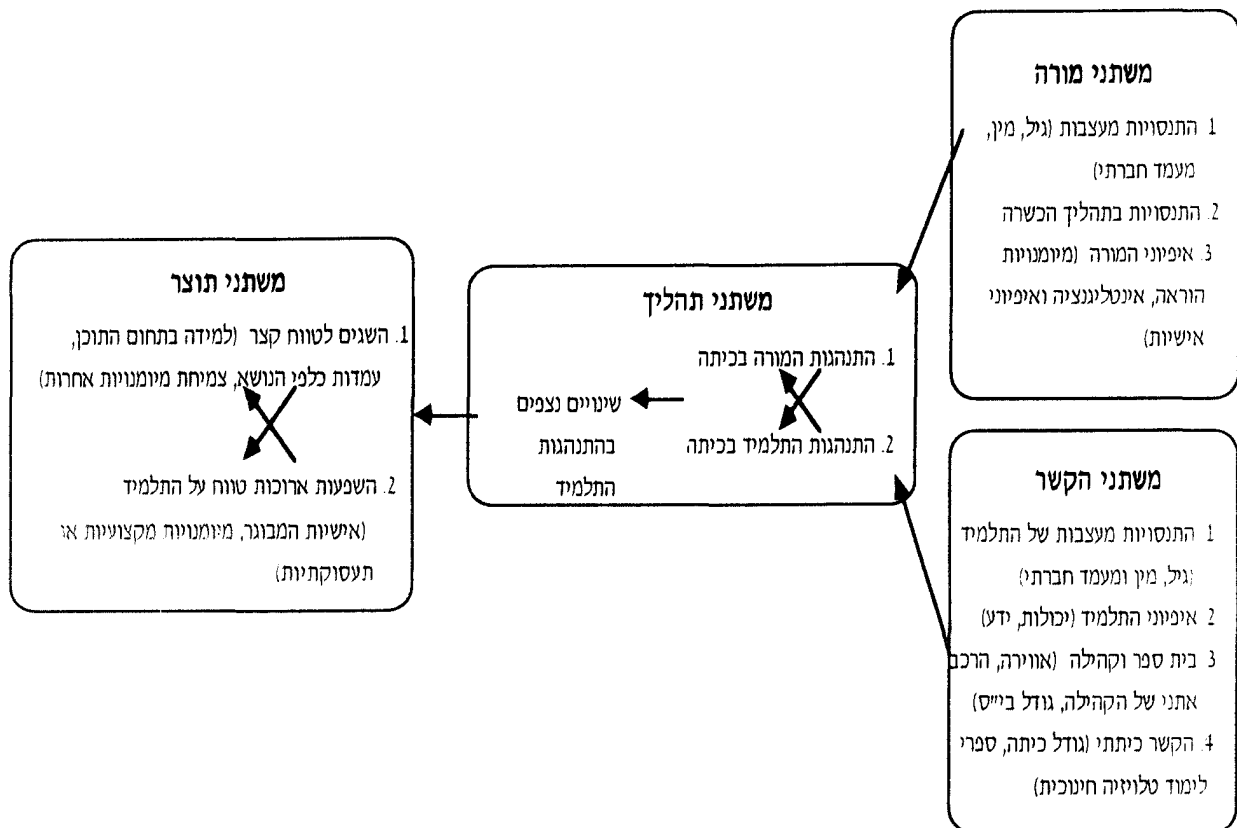 משתני מורה
1 התנסויות מעצבות (גיל, מין,
מעמד חברתי)
2. התנסויות בתהליך הכשרה
3. איפיוני המורה (מיומנויות
הוראה, אינטליגנציה ואיפיוני
אישיות)
משתני הקשר
1 התנסויות מעצבות של התלמיד
(גיל, מין ומעמד חברתי)
2 איפיוני התלמיד (יכולות, ידע)
3 בית ספר וקהילה (אווירה, הרכב
אתני של הקהילה, גודל בי"ס)
4. הקשר כיתתי (גודל כיתה, ספרי
לימוד טלויזיה חינוכית)
משתני תהליך
1. התנהגות המורה בכיתה
2. התנהגות התלמיד בכיתה
שינויים נצפים
בהתנהגות
התלמיד
משתני תוצר
1. השגים לטווח קצר (למידה בתחום התוכן,
עמדות כלפי הנושא, צמיחת מיומנויות אחרות)
2. השפעות ארוכות טווח על התלמיד
(אישיות המבוגר, מיומנויות מקצועיות או
תעסוקתיות)